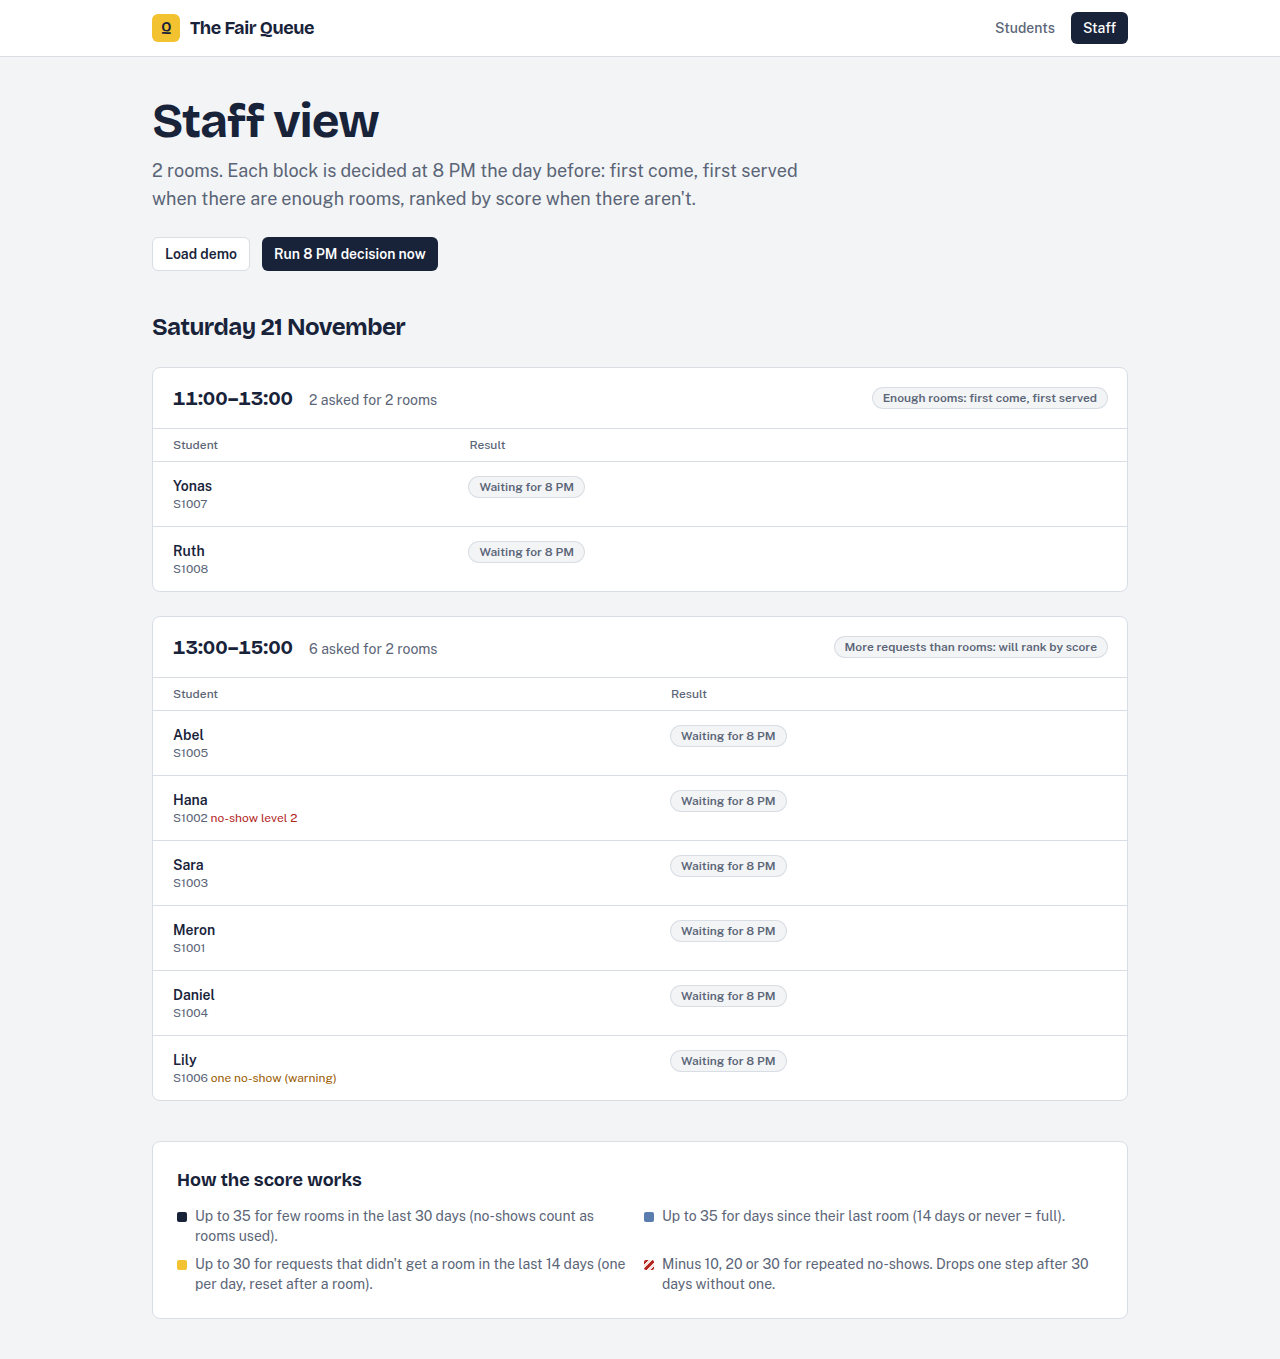 Q The Fair Queue
Students Staff
Staff view
2 rooms. Each block is decided at 8 PM the day before: first come, first served
when there are enough rooms, ranked by score when there aren't.
Load demo Run 8 PM decision now
Saturday 21 November
11:00–13:00 2 asked for 2 rooms Enough rooms: first come, first served
Student Result
Yonas Waiting for 8 PM
S1007
Ruth Waiting for 8 PM
S1008
13:00–15:00 6 asked for 2 rooms More requests than rooms: will rank by score
Student Result
Abel Waiting for 8 PM
S1005
Hana Waiting for 8 PM
S1002 no-show level 2
Sara Waiting for 8 PM
S1003
Meron Waiting for 8 PM
S1001
Daniel Waiting for 8 PM
S1004
Lily Waiting for 8 PM
S1006 one no-show (warning)
How the score works
Up to 35 for few rooms in the last 30 days (no-shows count as
rooms used).
Up to 35 for days since their last room (14 days or never = full).
Up to 30 for requests that didn't get a room in the last 14 days (one
per day, reset after a room).
Minus 10, 20 or 30 for repeated no-shows. Drops one step after 30
days without one.